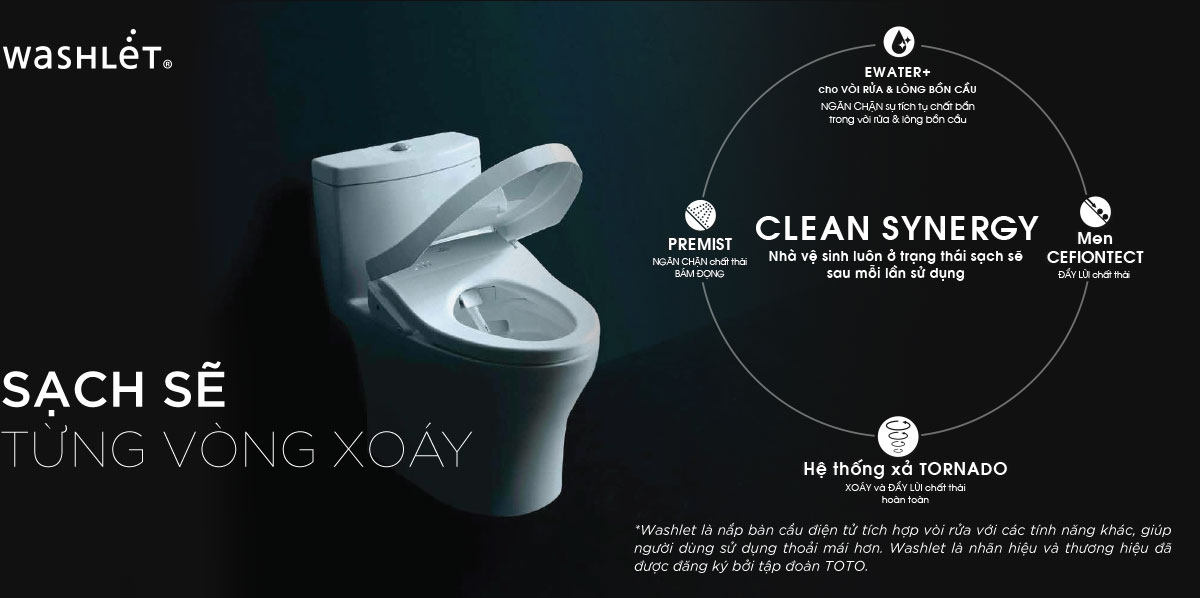 WASHLET®
SẠCH SẼ
TỪNG VÒNG XOÁY
EWATER+
cho VÒI RỬA & LÒNG BỒN CẦU
NGĂN CHẶN sự tích tụ chất bẩn
trong vòi rửa & lòng bồn cầu
PREMIST
NGĂN CHẶN chất thải
BÁM ĐỌNG
CLEAN SYNERGY
Nhà vệ sinh luôn ở trạng thái sạch sẽ
sau mỗi lần sử dụng
Men
CEFIONTECT
ĐẨY LÙI chất thải
Hệ thống xả TORNADO
XOÁY và ĐẨY LÙI chất thải
hoàn toàn
*Washlet là nắp bàn cầu điện tử tích hợp vòi rửa với các tính năng khác, giúp
người dùng sử dụng thoải mái hơn. Washlet là nhãn hiệu và thương hiệu đã
được đăng ký bởi tập đoàn TOTO.